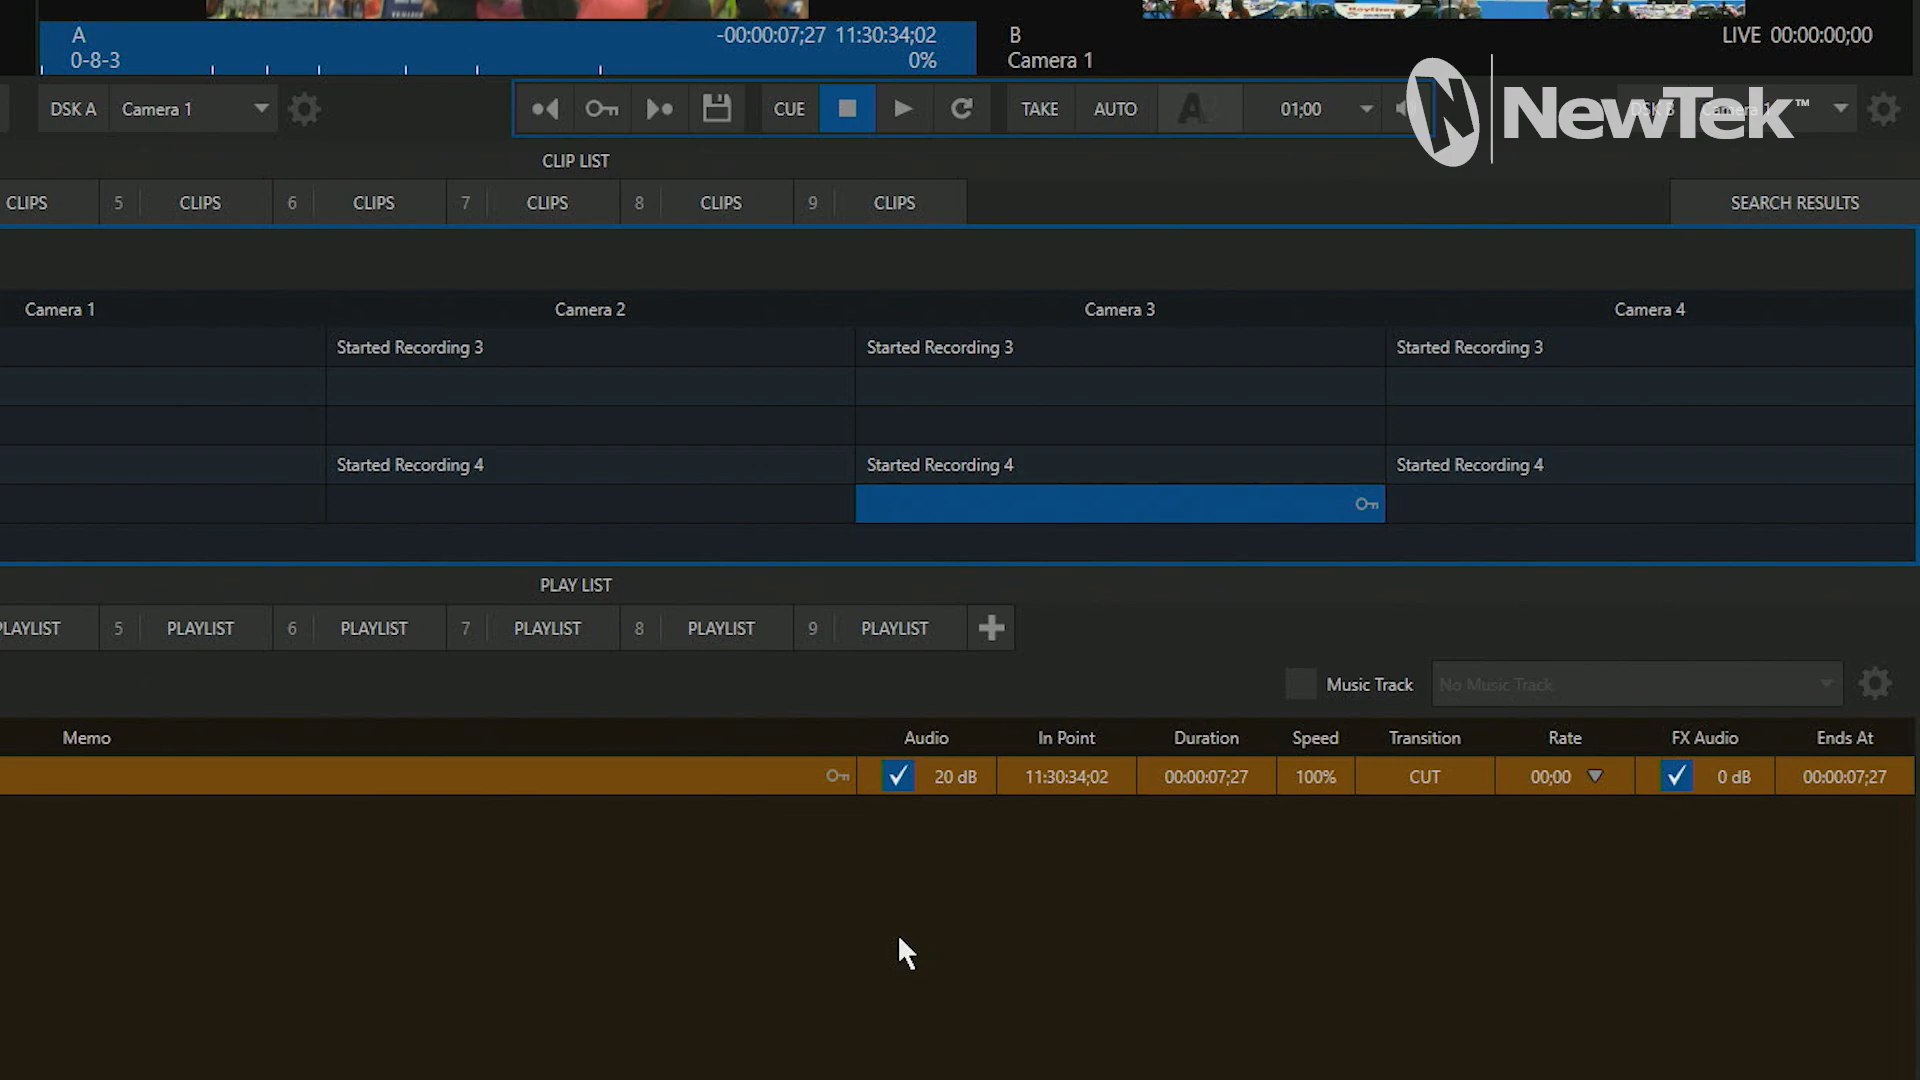 A
-00:00:07;27 11:30:34;02
0-8-3
0%
B
LIVE 00:00:00;00
Camera 1
DSK A Camera 1
CUE
TAKE AUTO
01;00
DSK B Camera 1
NewTek™
CLIP LIST
CLIPS 5 CLIPS 6 CLIPS 7 CLIPS 8 CLIPS 9 CLIPS
SEARCH RESULTS
Camera 1 Camera 2 Camera 3 Camera 4
Started Recording 3 Started Recording 3 Started Recording 3
Started Recording 4 Started Recording 4 Started Recording 4
PLAY LIST
PLAYLIST 5 PLAYLIST 6 PLAYLIST 7 PLAYLIST 8 PLAYLIST 9 PLAYLIST
Music Track No Music Track
Memo Audio In Point Duration Speed Transition Rate FX Audio Ends At
20 dB 11:30:34;02 00:00:07;27 100% CUT 00;00 0 dB 00:00:07;27